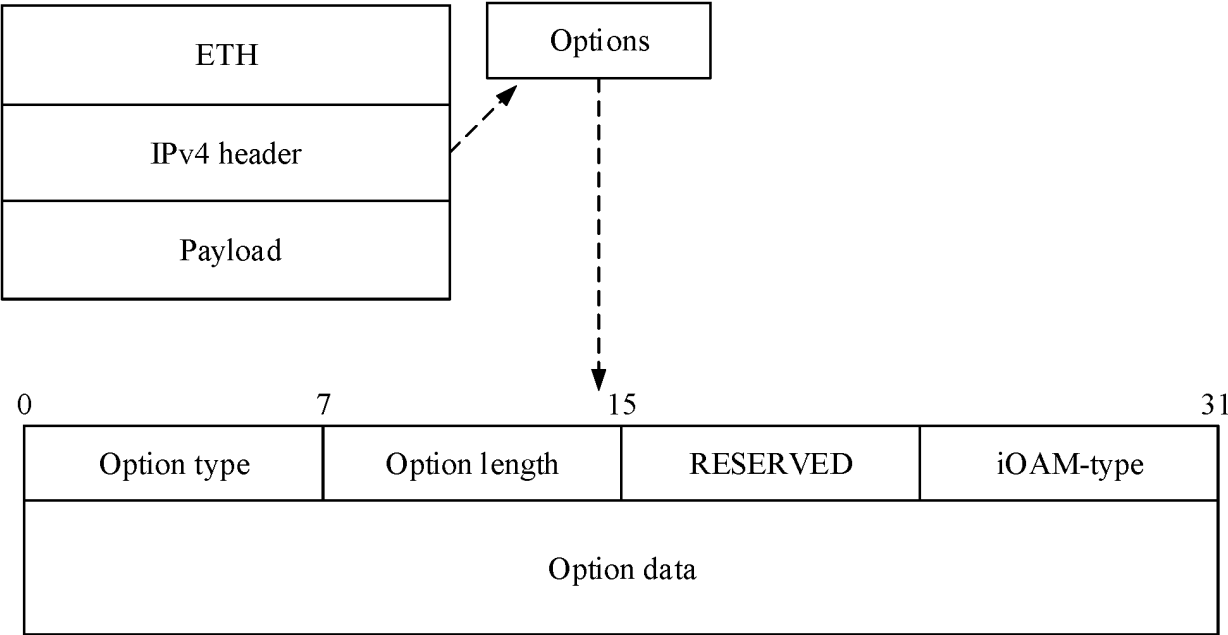 ETH
IPv4 header
Payload
Options
0 7 15 31
Option type Option length RESERVED iOAM-type
Option data